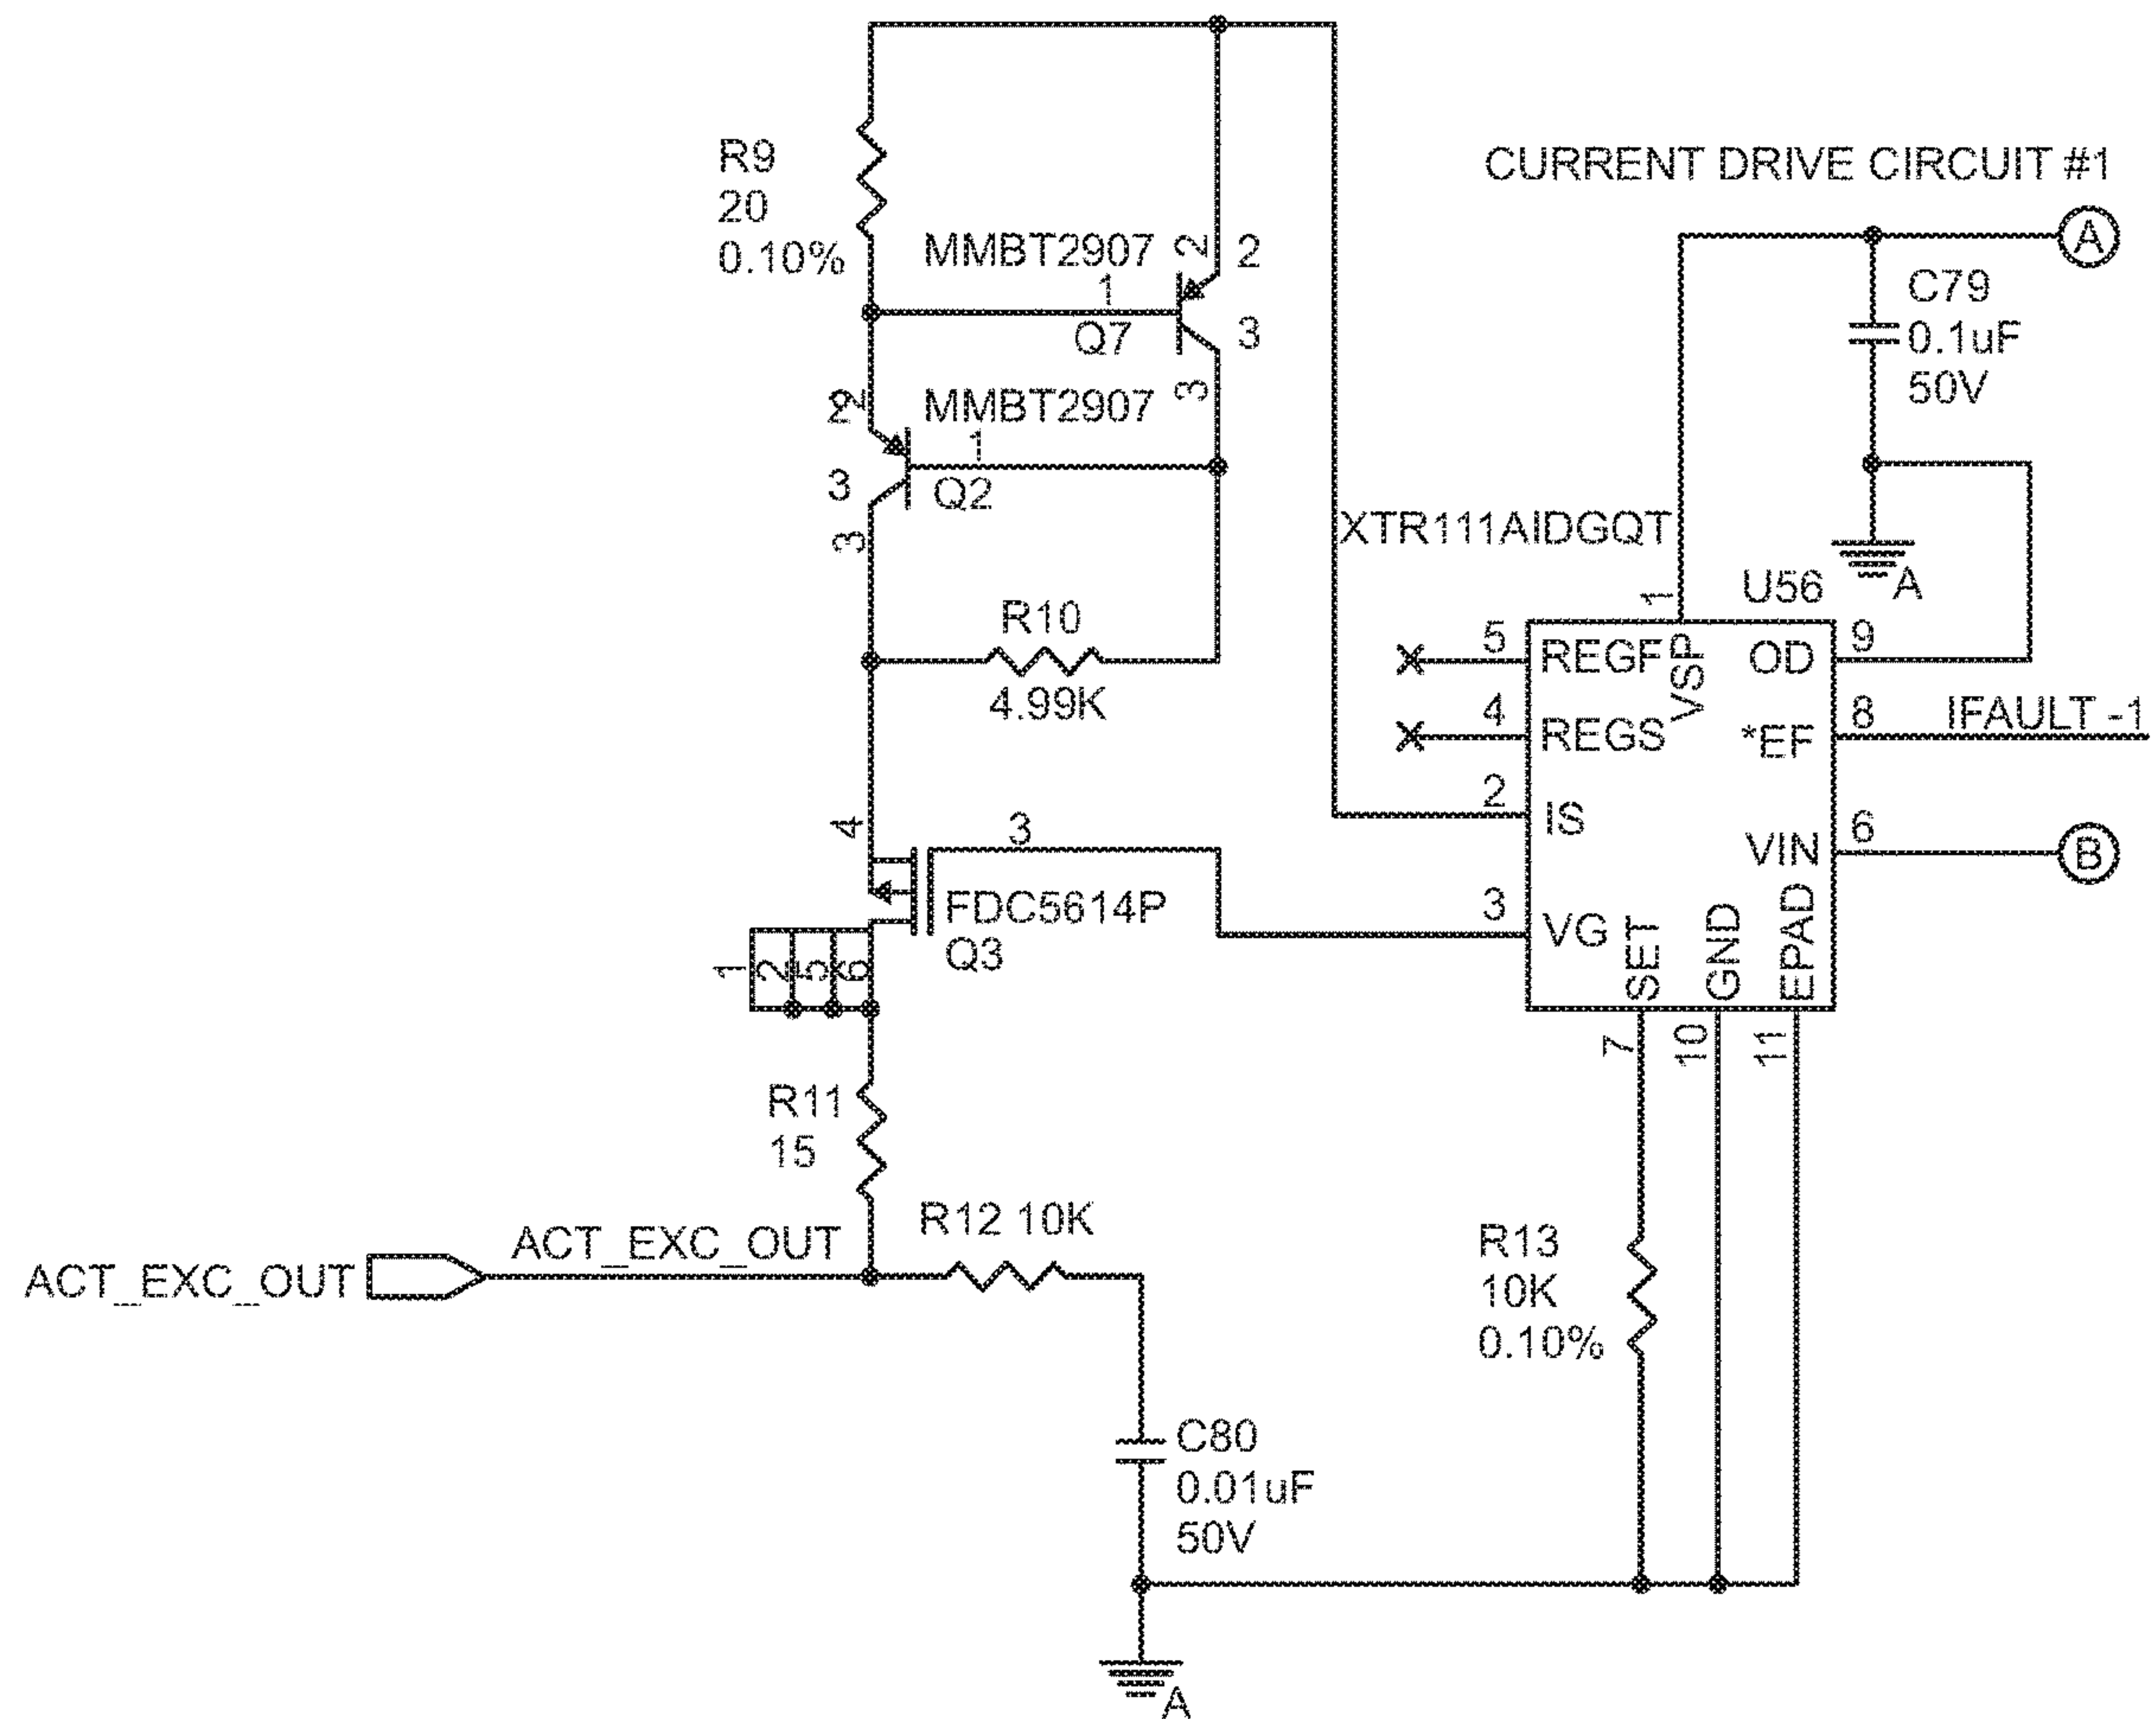 CURRENT DRIVE CIRCUIT #1
A
R9
20
0.10%
MMBT2907
1
Q7
2
2
3
3
C79
0.1uF
50V
A
2
MMBT2907
1
Q2
3
3
XTR111AIDGQT
U56
1
VSP
5
REGF
4
REGS
2
IS
3
VG
OD
9
*EF
8
IFAULT -1
VIN
6
B
SET
7
GND
10
EPAD
11
R10
4.99K
4
3
FDC5614P
Q3
1
2
5
6
R11
15
R12 10K
ACT_EXC_OUT
ACT_EXC_OUT
R13
10K
0.10%
C80
0.01uF
50V
A